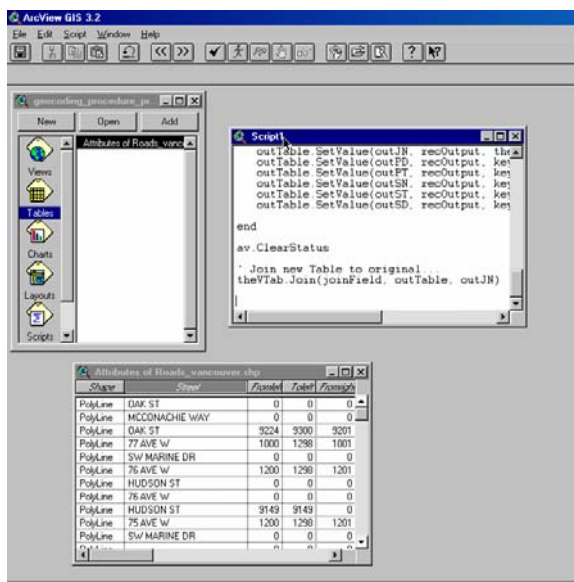 ArcView GIS 3.2
File Edit Script Window Help
geocoding_procedure_pr...
New Open Add
Attributes of Roads_vanc
Views
Tables
Charts
Layouts
Scripts
Script1
outTable.SetValue(outJN, recOutput, the
outTable.SetValue(outPD, recOutput, key
outTable.SetValue(outPT, recOutput, key
outTable.SetValue(outSN, recOutput, key
outTable.SetValue(outST, recOutput, key
outTable.SetValue(outSD, recOutput, key
end
av.ClearStatus
' Join new Table to original...
theVTab.Join(joinField, outTable, outJN)
Attributes of Roads_vancouver.shp
Shape Street Fromleft Toleft Fromrigh
PolyLine OAK ST 0 0 0
PolyLine MCCONACHIE WAY 0 0 0
PolyLine OAK ST 9224 9300 9201
PolyLine 77 AVE W 1000 1298 1001
PolyLine SW MARINE DR 0 0 0
PolyLine 76 AVE W 1200 1298 1201
PolyLine HUDSON ST 0 0 0
PolyLine 76 AVE W 0 0 0
PolyLine HUDSON ST 9149 9149 0
PolyLine 75 AVE W 1200 1298 1201
PolyLine SW MARINE DR 0 0 0